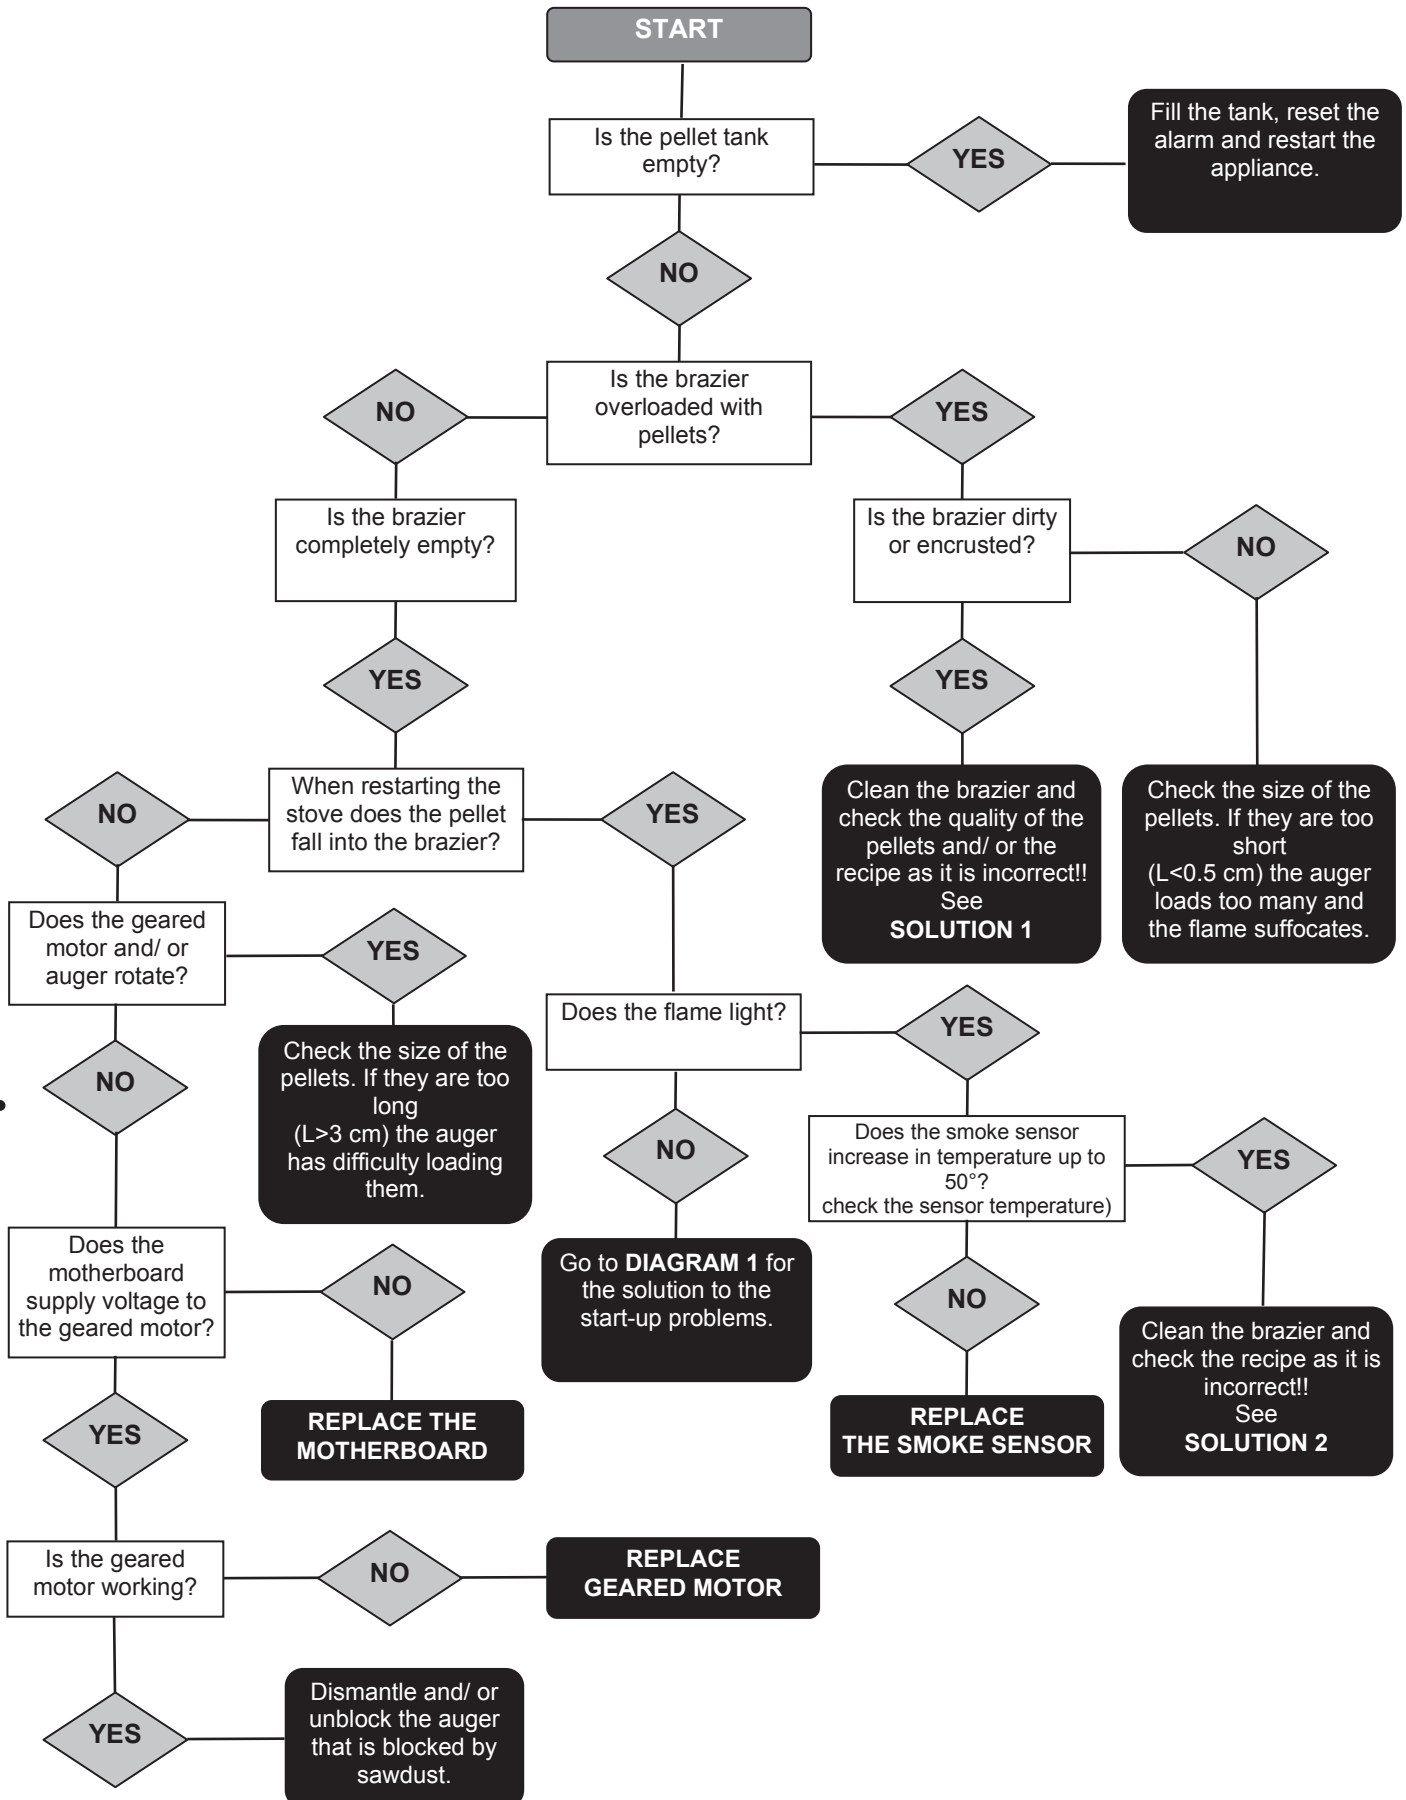 START
Is the pellet tank
empty?
YES
Fill the tank, reset the
alarm and restart the
appliance.
NO
Is the brazier
overloaded with
pellets?
NO
YES
Is the brazier
completely empty?
Is the brazier dirty
or encrusted?
NO
YES
YES
When restarting the
stove does the pellet
fall into the brazier?
NO
YES
Clean the brazier and
check the quality of the
pellets and/ or the
recipe as it is incorrect!!
See
SOLUTION 1
Check the size of the
pellets. If they are too
short
(L<0.5 cm) the auger
loads too many and
the flame suffocates.
Does the geared
motor and/ or
auger rotate?
YES
Does the flame light?
YES
NO
Check the size of the
pellets. If they are too
long
(L>3 cm) the auger
has difficulty loading
them.
NO
Does the smoke sensor
increase in temperature up to
50°?
check the sensor temperature)
YES
Does the
motherboard
supply voltage to
the geared motor?
NO
Go to DIAGRAM 1 for
the solution to the
start-up problems.
NO
Clean the brazier and
check the recipe as it is
incorrect!!
See
SOLUTION 2
YES
REPLACE THE
MOTHERBOARD
REPLACE
THE SMOKE SENSOR
Is the geared
motor working?
NO
REPLACE
GEARED MOTOR
YES
Dismantle and/ or
unblock the auger
that is blocked by
sawdust.